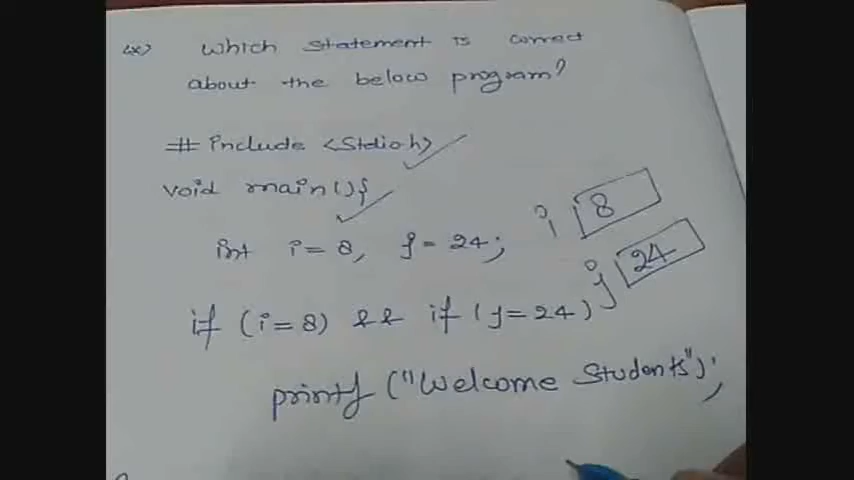 Which statement is correct
about the below program?
# include <stdio.h>
void main(){
int i=8, j=24;
i 8
j 24
if (i=8) && if (j=24)
printf ("Welcome Students");